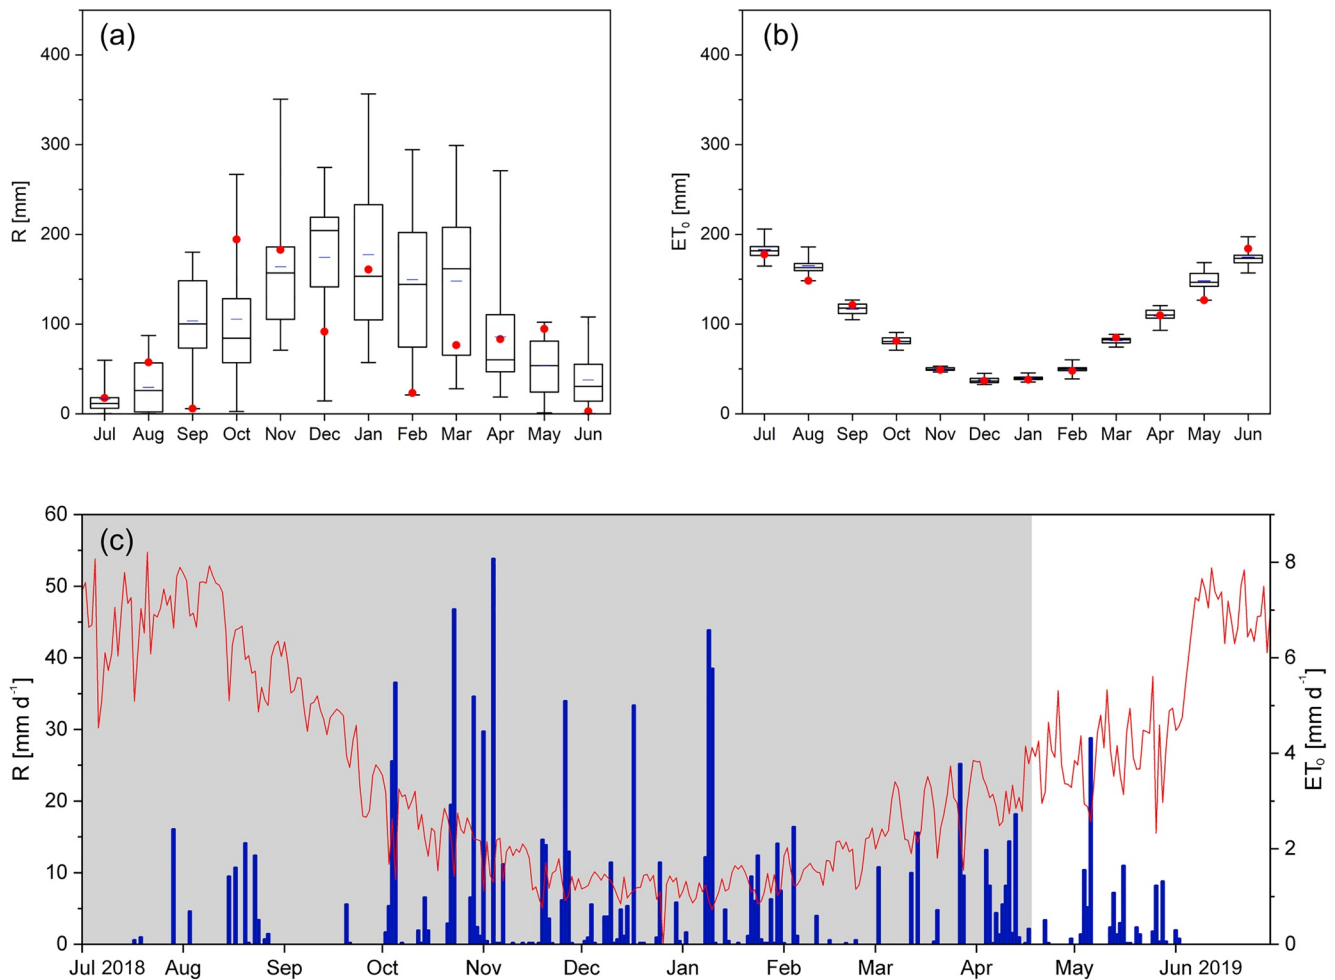 (a)
R [mm]
400
300
200
100
0
Jul Aug Sep Oct Nov Dec Jan Feb Mar Apr May Jun
(b)
ET₀ [mm]
400
300
200
100
0
Jul Aug Sep Oct Nov Dec Jan Feb Mar Apr May Jun
(c)
R [mm d⁻¹]
60
50
40
30
20
10
0
ET₀ [mm d⁻¹]
8
6
4
2
0
Jul 2018 Aug Sep Oct Nov Dec Jan Feb Mar Apr May Jun 2019